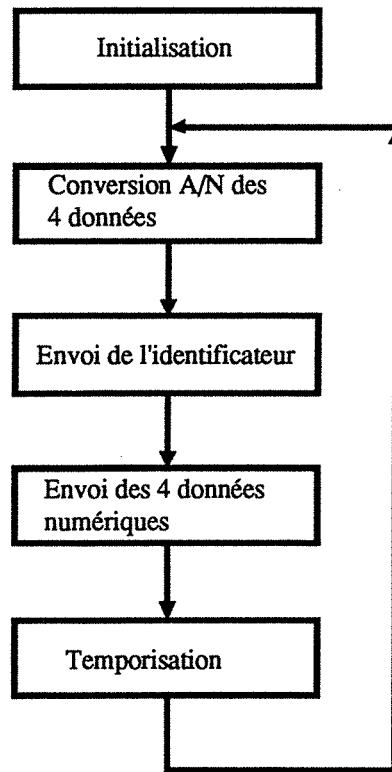 Initialisation
Conversion A/N des
4 données
Envoi de l'identificateur
Envoi des 4 données
numériques
Temporisation